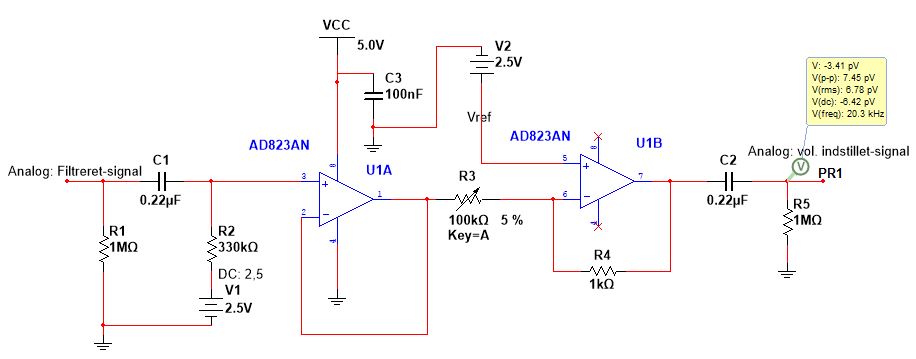 VCC
5.0V
V2
2.5V
C3
100nF
Vref
V: -3.41 pV
V(p-p): 7.45 pV
V(rms): 6.78 pV
V(dc): -6.42 pV
V(freq): 20.3 kHz
AD823AN
U1A
AD823AN
U1B
Analog: Filtreret-signal
C1
0.22µF
Analog: vol. indstillet-signal
V
PR1
C2
0.22µF
8
3
2
1
4
+
−
8
5
6
7
4
+
−
R3
100kΩ
5 %
Key=A
R1
1MΩ
R2
330kΩ
DC: 2,5
V1
2.5V
R4
1kΩ
R5
1MΩ